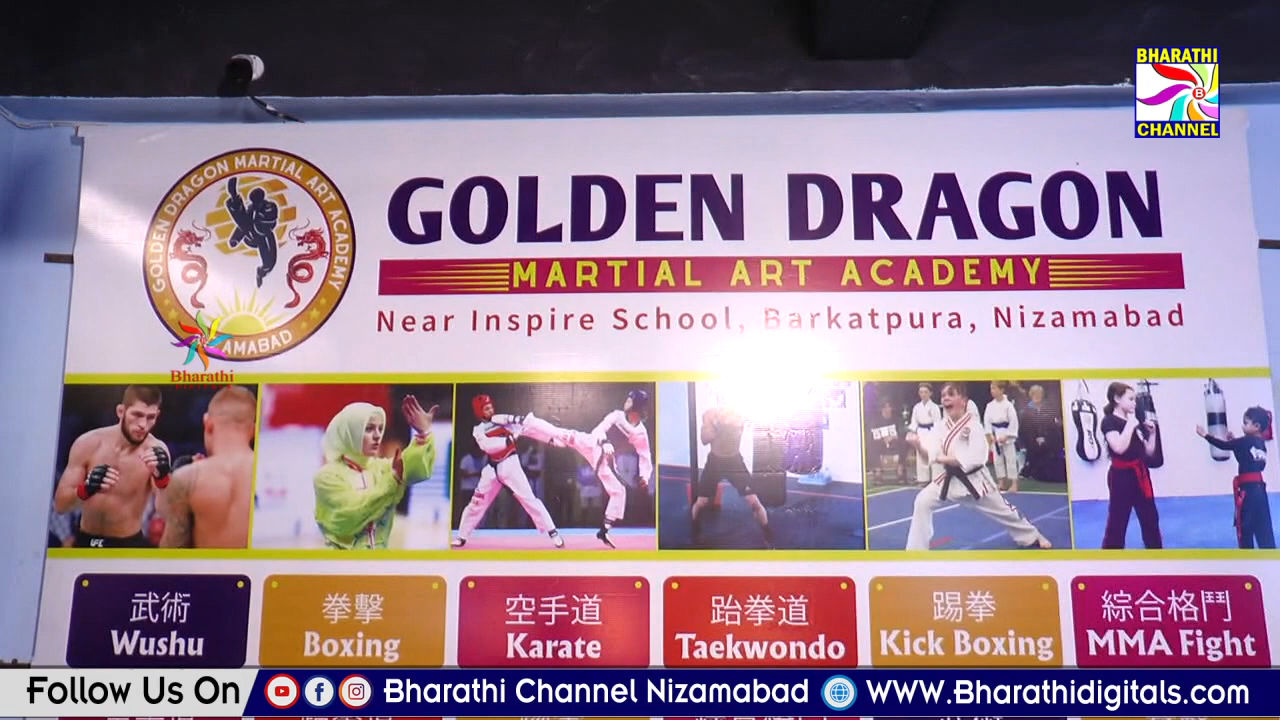 BHARATHI
CHANNEL
GOLDEN DRAGON MARTIAL ART ACADEMY
AMABAD
GOLDEN DRAGON
MARTIAL ART ACADEMY
Near Inspire School, Barkatpura, Nizamabad
Bharathi
UFC
武術
Wushu
拳擊
Boxing
空手道
Karate
跆拳道
Taekwondo
踢拳
Kick Boxing
綜合格鬥
MMA Fight
Follow Us On
Bharathi Channel Nizamabad
WWW.Bharathidigitals.com